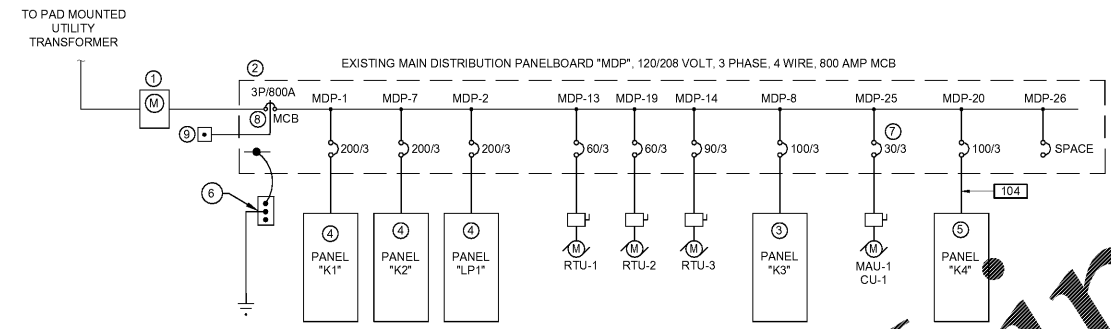 TO PAD MOUNTED
UTILITY
TRANSFORMER
EXISTING MAIN DISTRIBUTION PANELBOARD "MDP", 120/208 VOLT, 3 PHASE, 4 WIRE, 800 AMP MCB
1
2
3P/800A
MDP-1
MDP-7
MDP-2
MDP-13
MDP-19
MDP-14
MDP-8
MDP-25
MDP-20
MDP-26
M
8
MCB
9
7
200/3
200/3
200/3
60/3
60/3
90/3
100/3
30/3
100/3
SPACE
6
104
4
4
4
3
5
M
M
M
M
PANEL
"K1"
PANEL
"K2"
PANEL
"LP1"
RTU-1
RTU-2
RTU-3
PANEL
"K3"
MAU-1
CU-1
PANEL
"K4"